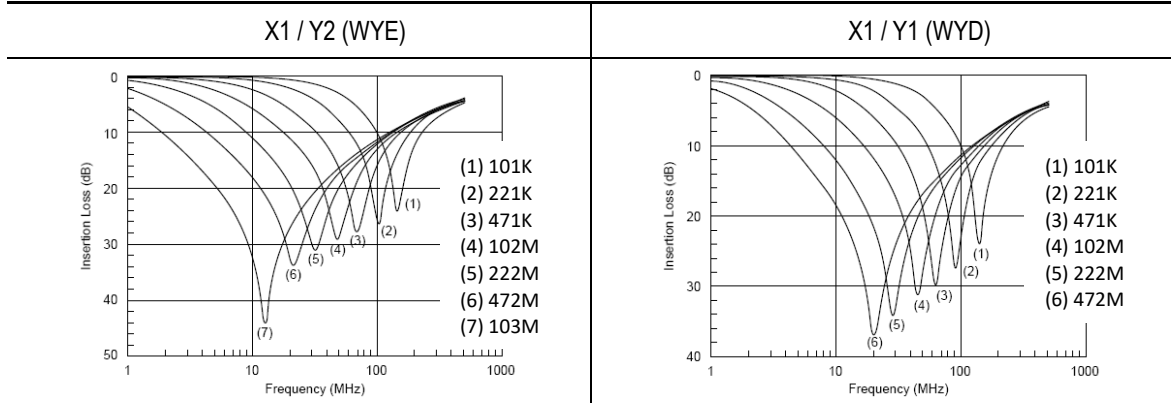 X1 / Y2 (WYE)
0
10
20
30
40
50
1
10
100
1000
Insertion Loss (dB)
Frequency (MHz)
(1)
(2)
(3)
(4)
(5)
(6)
(7)
(1) 101K
(2) 221K
(3) 471K
(4) 102M
(5) 222M
(6) 472M
(7) 103M
X1 / Y1 (WYD)
0
10
20
30
40
1
10
100
1000
Insertion Loss (dB)
Frequency (MHz)
(1)
(2)
(3)
(4)
(5)
(6)
(1) 101K
(2) 221K
(3) 471K
(4) 102M
(5) 222M
(6) 472M